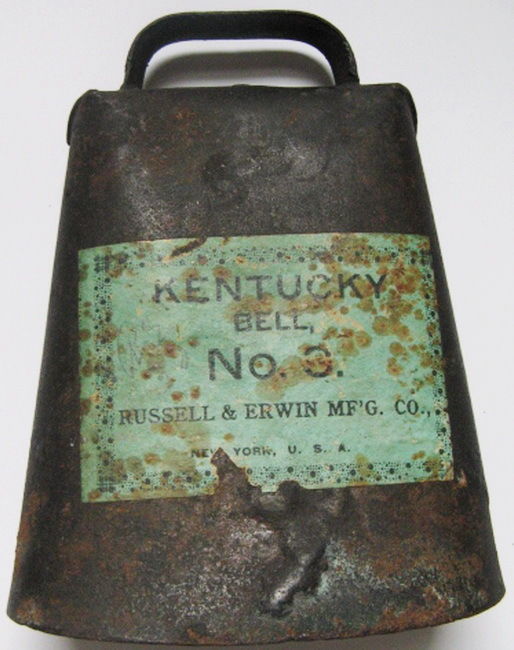 KENTUCKY
BELL,
No. 3.
RUSSELL & ERWIN MF'G. CO.,
NEW YORK, U. S. A.